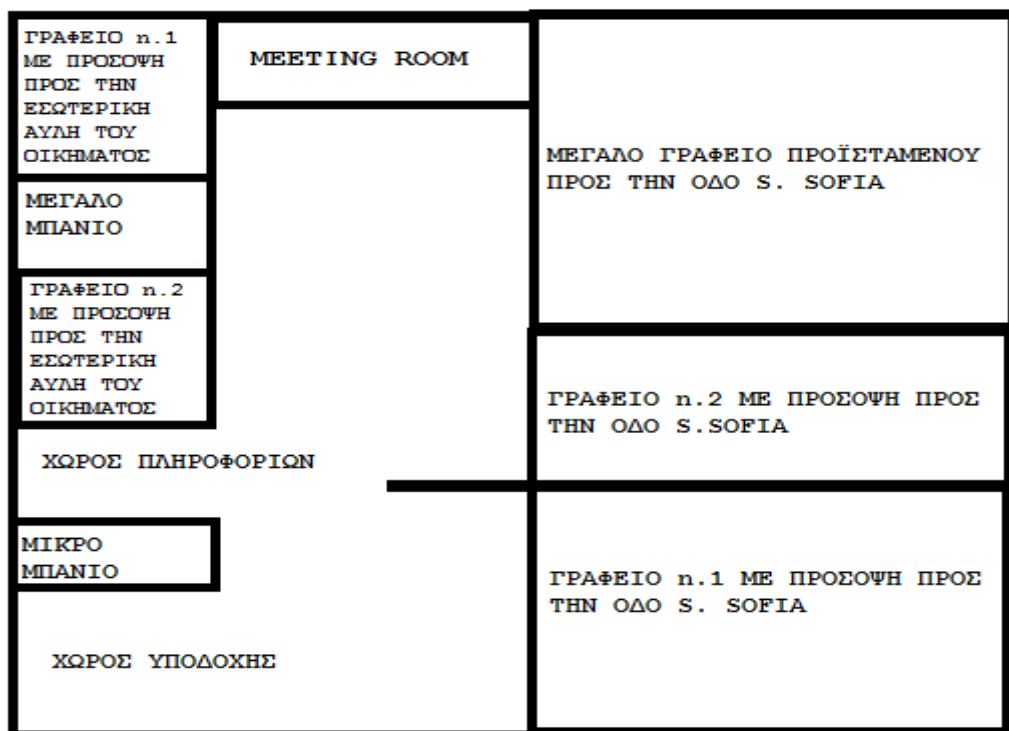 ΓΡΑΦΕΙΟ n.1
ΜΕ ΠΡΟΣΟΨΗ
ΠΡΟΣ ΤΗΝ
ΕΣΩΤΕΡΙΚΗ
ΑΥΛΗ ΤΟΥ
ΟΙΚΗΜΑΤΟΣ
MEETING ROOM
ΜΕΓΑΛΟ ΓΡΑΦΕΙΟ ΠΡΟΪΣΤΑΜΕΝΟΥ
ΠΡΟΣ ΤΗΝ ΟΔΟ S. SOFIA
ΜΕΓΑΛΟ
ΜΠΑΝΙΟ
ΓΡΑΦΕΙΟ n.2
ΜΕ ΠΡΟΣΟΨΗ
ΠΡΟΣ ΤΗΝ
ΕΣΩΤΕΡΙΚΗ
ΑΥΛΗ ΤΟΥ
ΟΙΚΗΜΑΤΟΣ
ΓΡΑΦΕΙΟ n.2 ΜΕ ΠΡΟΣΟΨΗ ΠΡΟΣ
ΤΗΝ ΟΔΟ S.SOFIA
ΧΩΡΟΣ ΠΛΗΡΟΦΟΡΙΩΝ
ΜΙΚΡΟ
ΜΠΑΝΙΟ
ΓΡΑΦΕΙΟ n.1 ΜΕ ΠΡΟΣΟΨΗ ΠΡΟΣ
ΤΗΝ ΟΔΟ S. SOFIA
ΧΩΡΟΣ ΥΠΟΔΟΧΗΣ